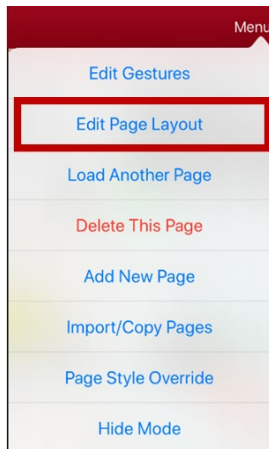 Menu
Edit Gestures
Edit Page Layout
Load Another Page
Delete This Page
Add New Page
Import/Copy Pages
Page Style Override
Hide Mode